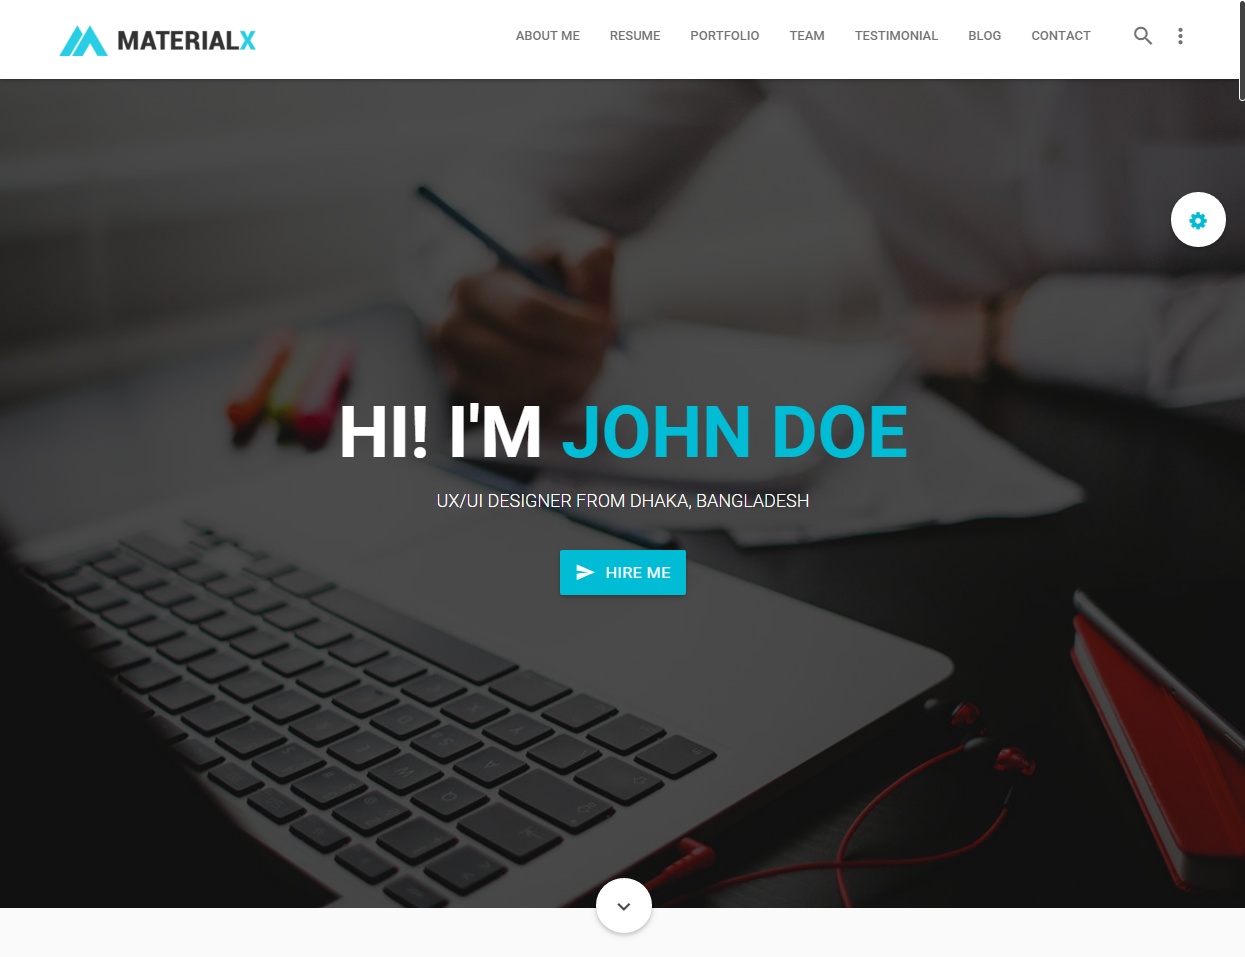 MATERIALX
ABOUT ME RESUME PORTFOLIO TEAM TESTIMONIAL BLOG CONTACT
HI! I'M JOHN DOE
UX/UI DESIGNER FROM DHAKA, BANGLADESH
HIRE ME